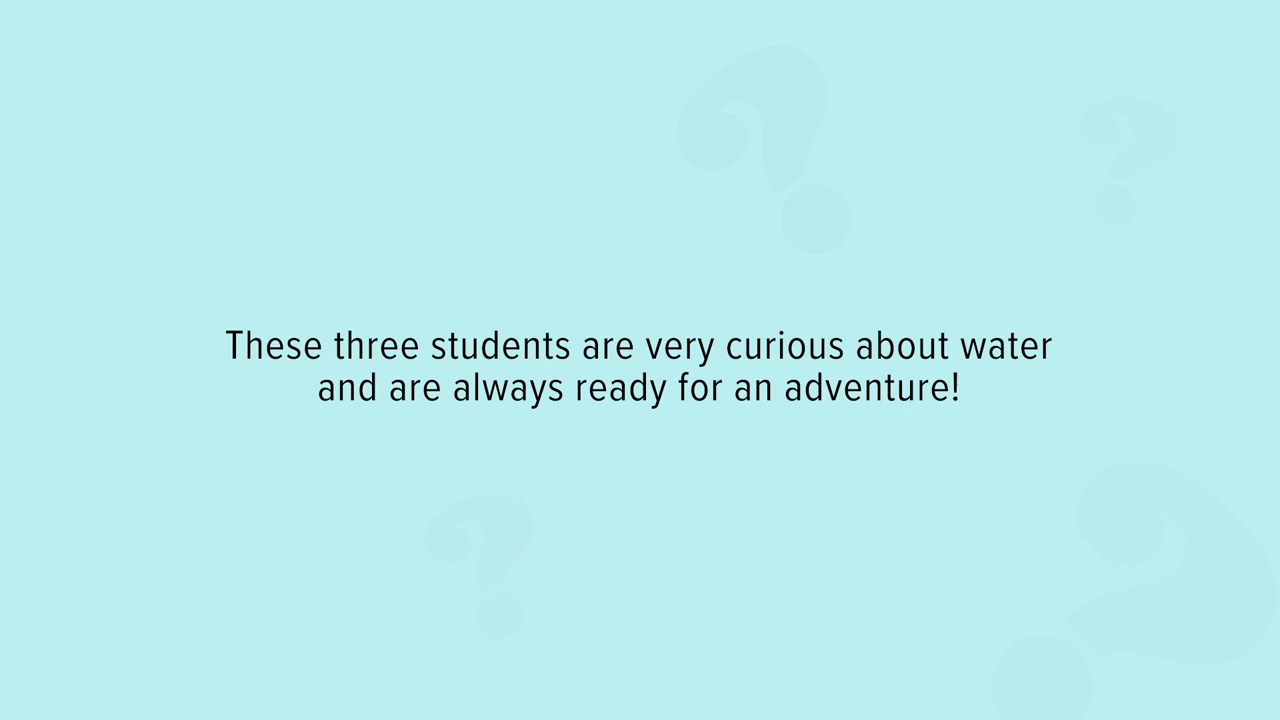 These three students are very curious about water
and are always ready for an adventure!